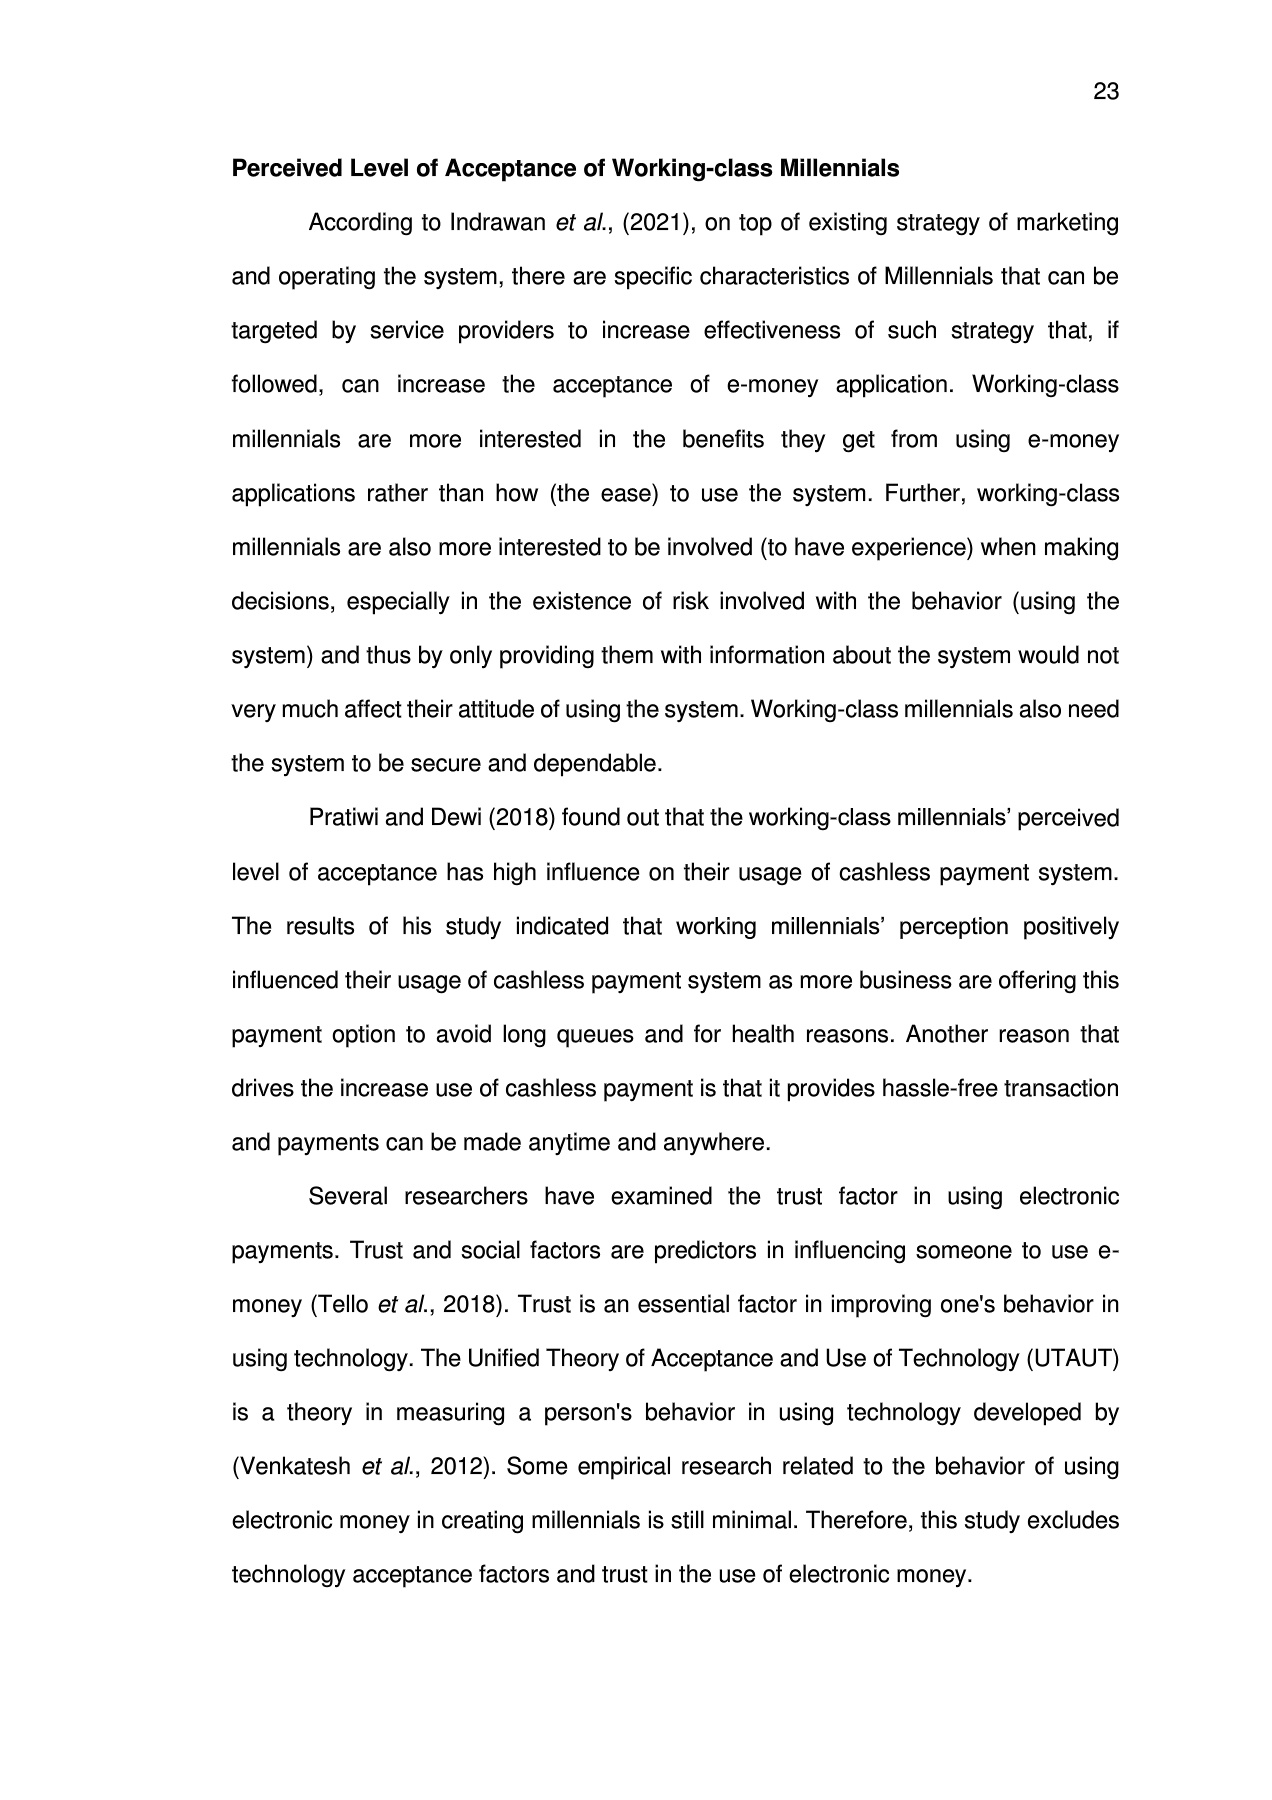 23
Perceived Level of Acceptance of Working-class Millennials
According to Indrawan et al., (2021), on top of existing strategy of marketing
and operating the system, there are specific characteristics of Millennials that can be
targeted by service providers to increase effectiveness of such strategy that, if
followed, can increase the acceptance of e-money application. Working-class
millennials are more interested in the benefits they get from using e-money
applications rather than how (the ease) to use the system. Further, working-class
millennials are also more interested to be involved (to have experience) when making
decisions, especially in the existence of risk involved with the behavior (using the
system) and thus by only providing them with information about the system would not
very much affect their attitude of using the system. Working-class millennials also need
the system to be secure and dependable.
Pratiwi and Dewi (2018) found out that the working-class millennials’ perceived
level of acceptance has high influence on their usage of cashless payment system.
The results of his study indicated that working millennials’ perception positively
influenced their usage of cashless payment system as more business are offering this
payment option to avoid long queues and for health reasons. Another reason that
drives the increase use of cashless payment is that it provides hassle-free transaction
and payments can be made anytime and anywhere.
Several researchers have examined the trust factor in using electronic
payments. Trust and social factors are predictors in influencing someone to use e-
money (Tello et al., 2018). Trust is an essential factor in improving one's behavior in
using technology. The Unified Theory of Acceptance and Use of Technology (UTAUT)
is a theory in measuring a person's behavior in using technology developed by
(Venkatesh et al., 2012). Some empirical research related to the behavior of using
electronic money in creating millennials is still minimal. Therefore, this study excludes
technology acceptance factors and trust in the use of electronic money.